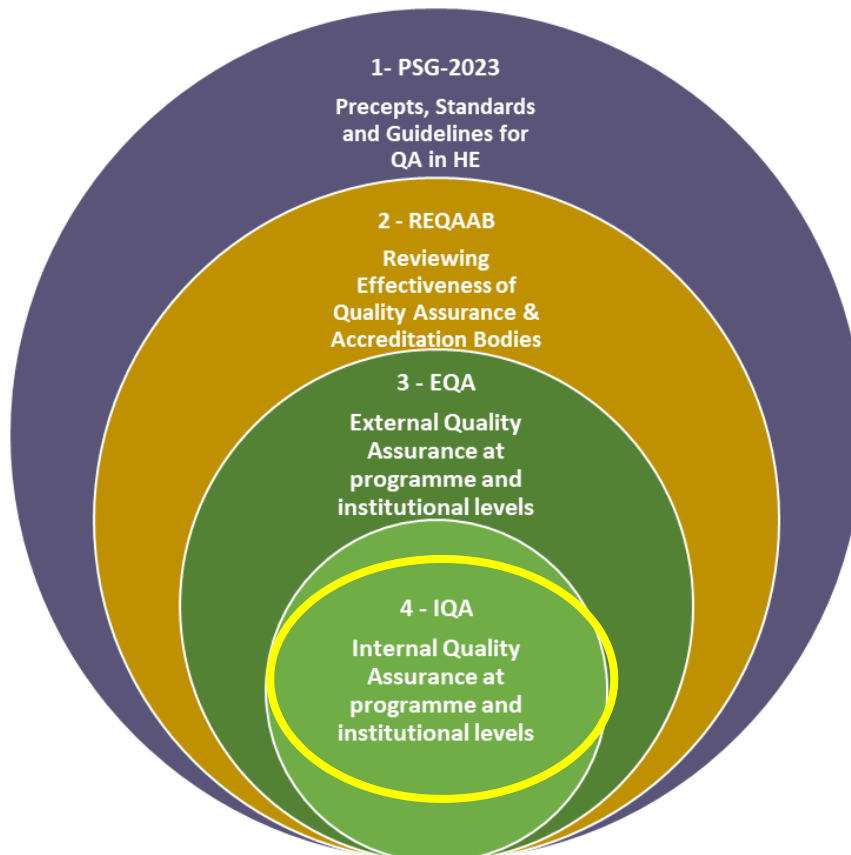 1- PSG-2023
Precepts, Standards
and Guidelines for
QA in HE
2 - REQAAB
Reviewing
Effectiveness of
Quality Assurance &
Accreditation Bodies
3 - EQA
External Quality
Assurance at
programme and
institutional levels
4 - IQA
Internal Quality
Assurance at
programme and
institutional levels